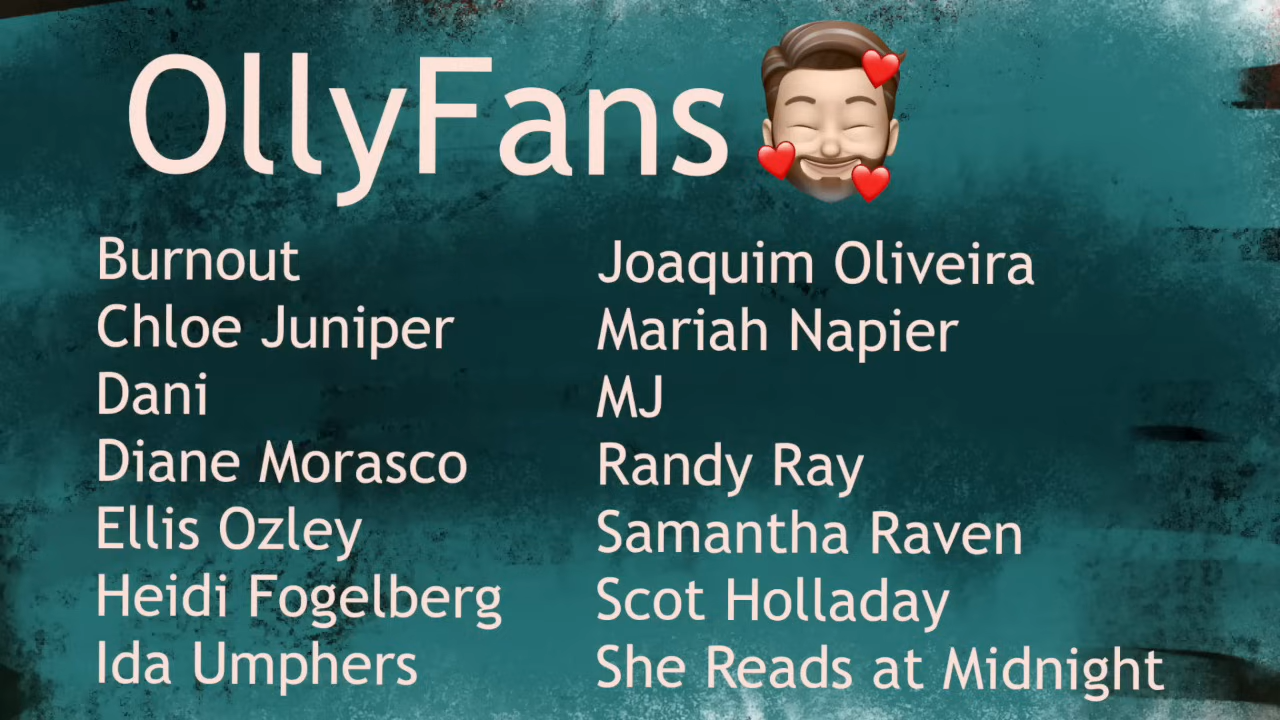 OllyFans
Burnout
Chloe Juniper
Dani
Diane Morasco
Ellis Ozley
Heidi Fogelberg
Ida Umphers
Joaquim Oliveira
Mariah Napier
MJ
Randy Ray
Samantha Raven
Scot Holladay
She Reads at Midnight